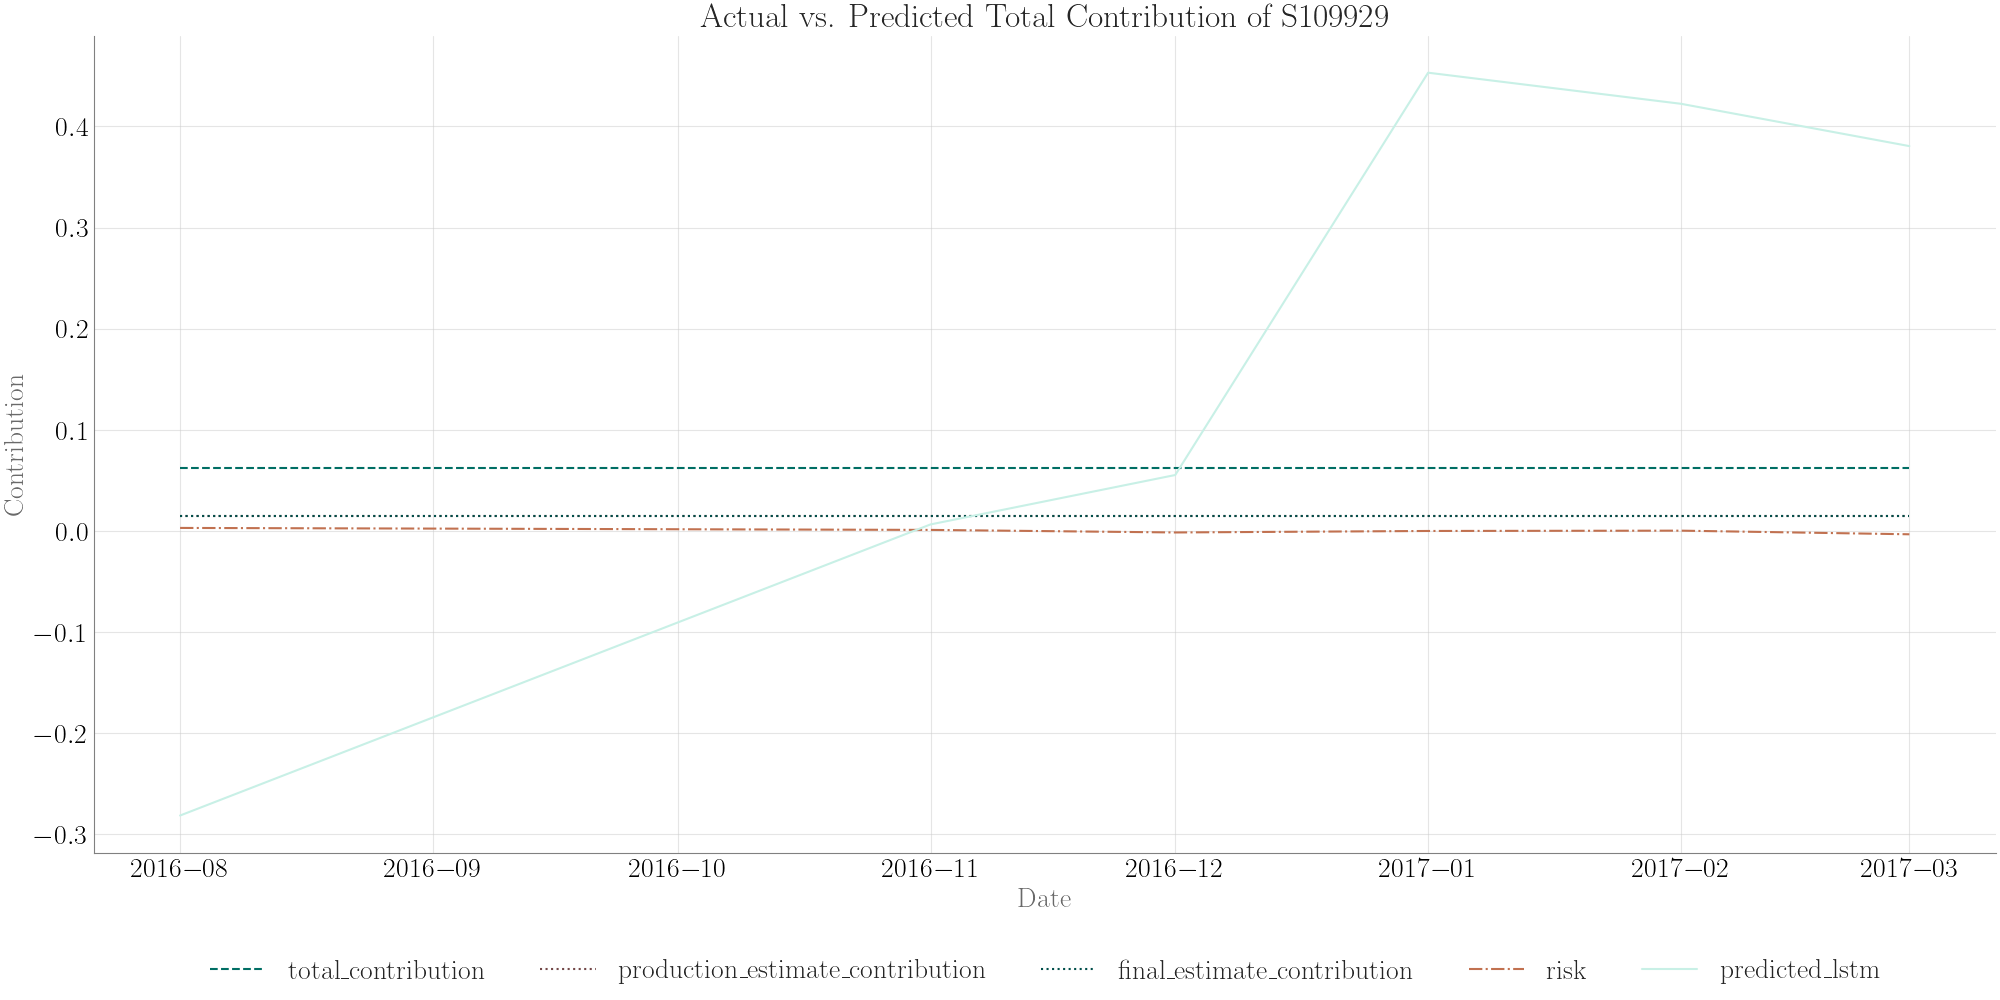 Actual vs. Predicted Total Contribution of S109929
Contribution
0.4
0.3
0.2
0.1
0.0
−0.1
−0.2
−0.3
2016−08 2016−09 2016−10 2016−11 2016−12 2017−01 2017−02 2017−03
Date
total_contribution production_estimate_contribution final_estimate_contribution risk predicted_lstm